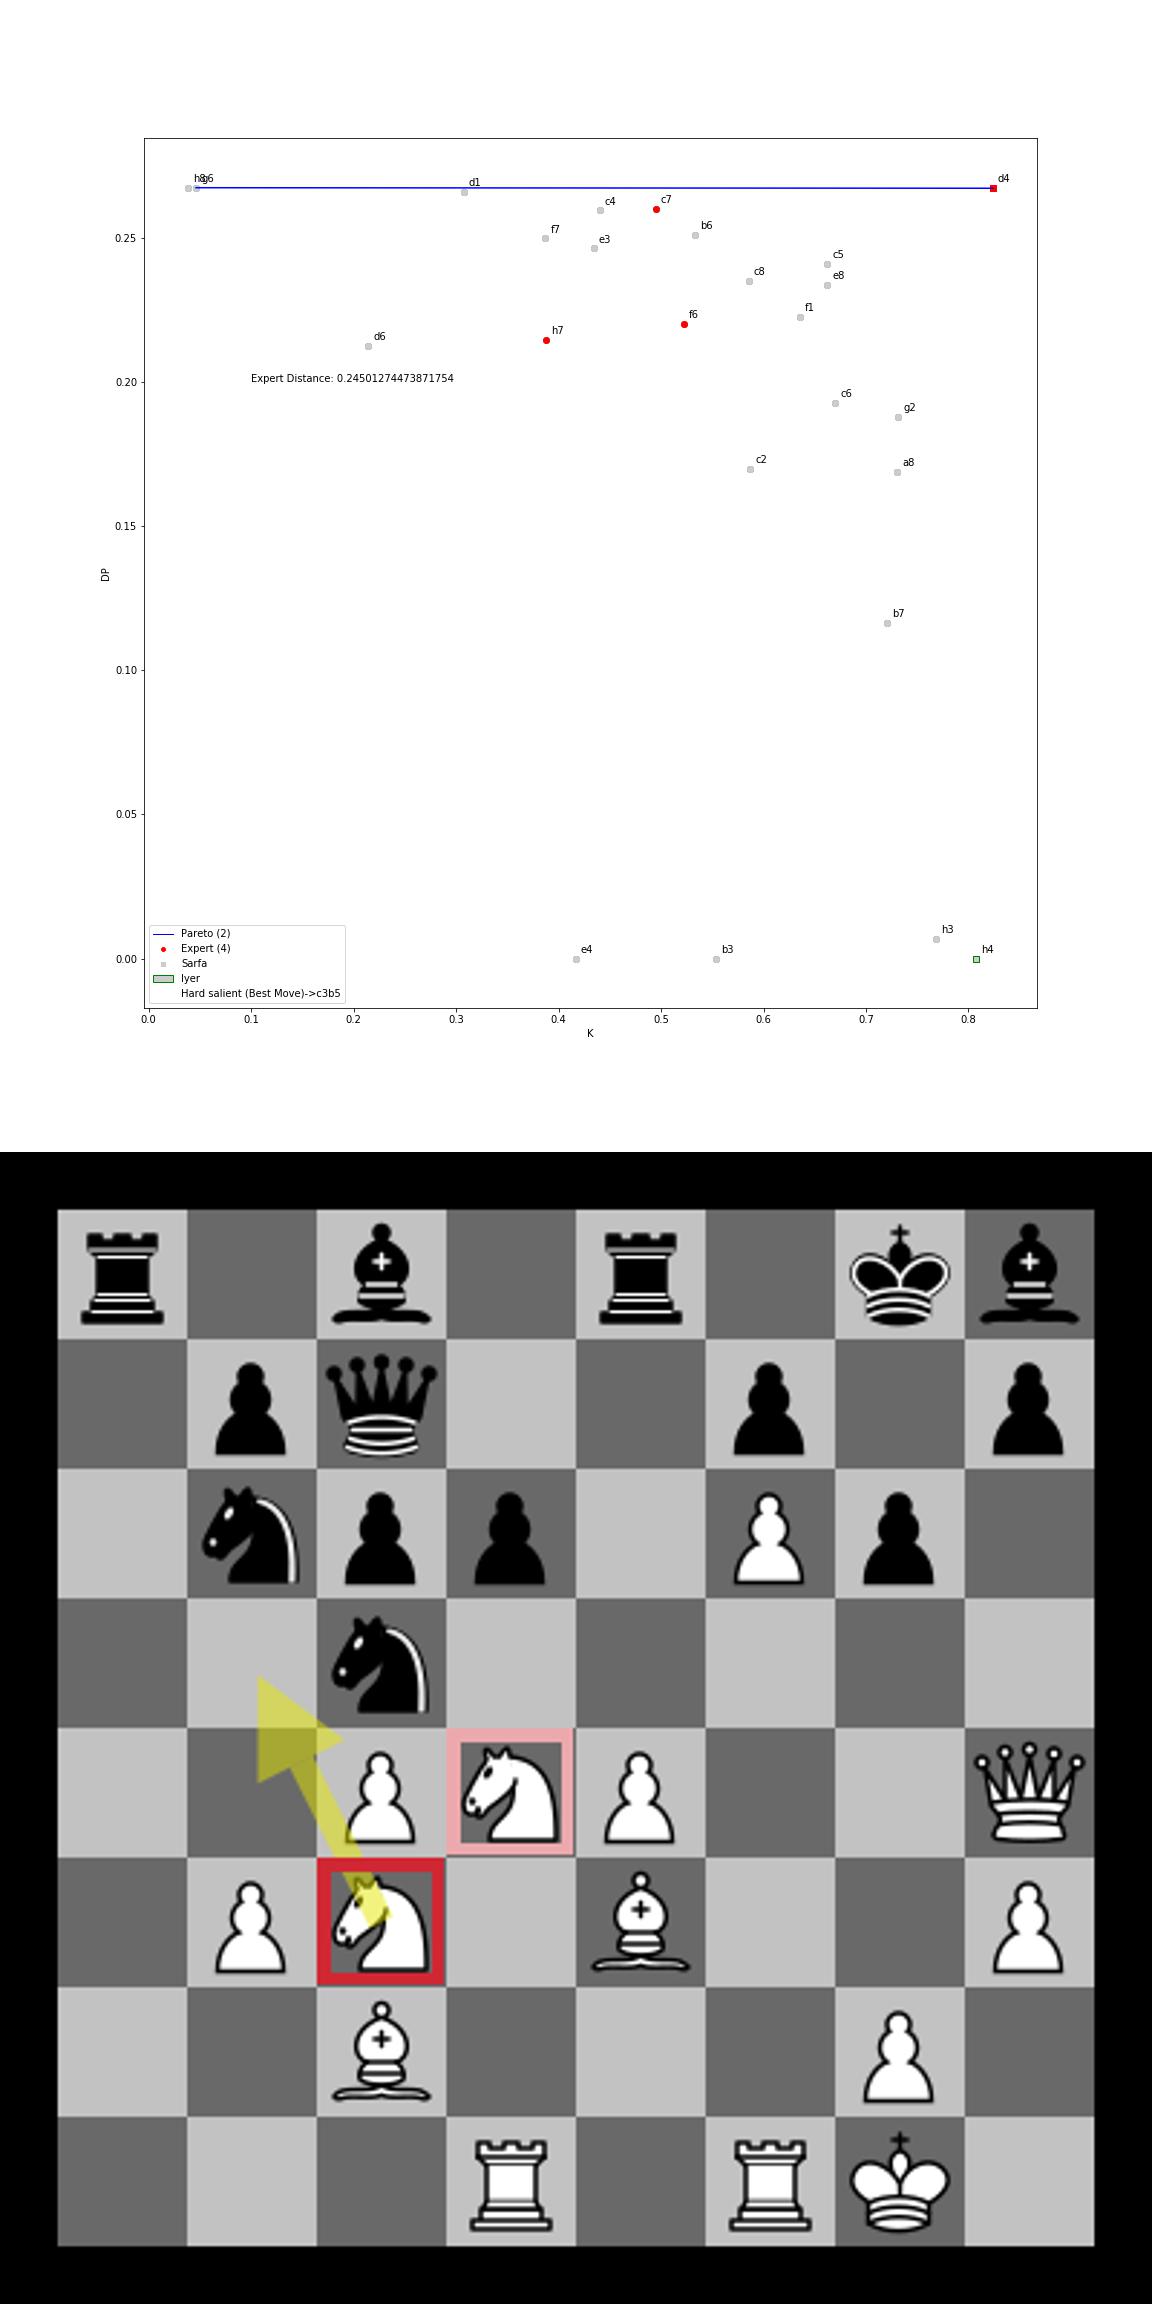 h8 g6
d1
d4
c4
c7
f7
e3
b6
c5
c8
e8
f1
f6
h7
d6
Expert Distance: 0.24501274473871754
c6
g2
c2
a8
b7
h3
e4
b3
h4
0.25
0.20
0.15
0.10
0.05
0.00
DP
Pareto (2)
Expert (4)
Sarfa
Iyer
Hard salient (Best Move)->c3b5
0.0 0.1 0.2 0.3 0.4 0.5 0.6 0.7 0.8
K